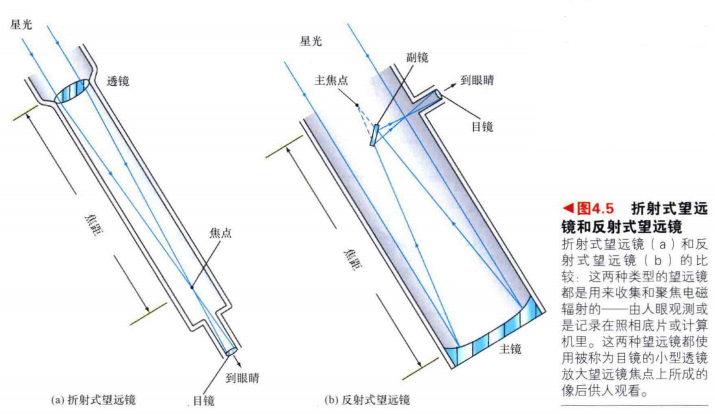 星光
透镜
焦距
焦点
到眼睛
目镜
(a) 折射式望远镜
星光
副镜
主焦点
到眼睛
目镜
焦距
主镜
(b) 反射式望远镜
◀图4.5 折射式望远
镜和反射式望远镜
折射式望远镜（a）和反
射式望远镜（b）的比
较：这两种类型的望远镜
都是用来收集和聚焦电磁
辐射的——由人眼观测或
是记录在照相底片或计算
机里。这两种望远镜都使
用被称为目镜的小型透镜
放大望远镜焦点上所成的
像后供人观看。